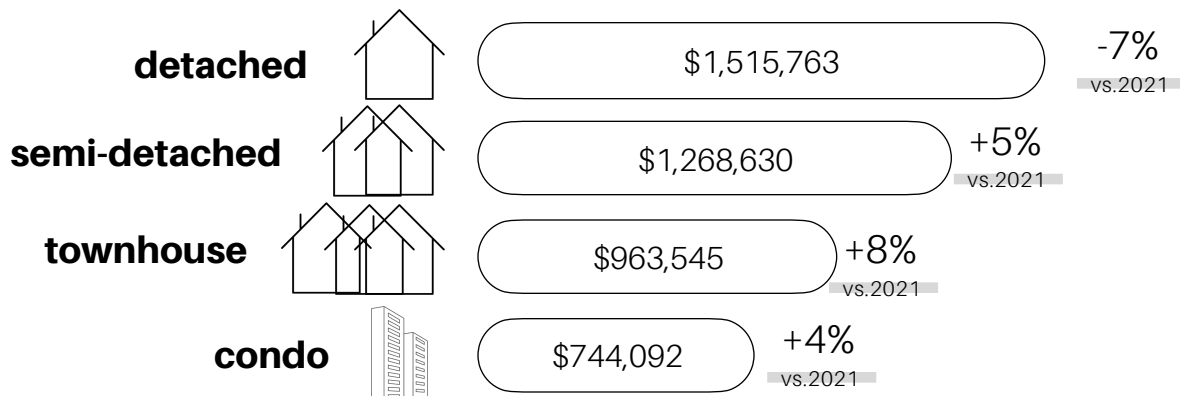 detached
$1,515,763
-7%
vs.2021
semi-detached
$1,268,630
+5%
vs.2021
townhouse
$963,545
+8%
vs.2021
condo
$744,092
+4%
vs.2021